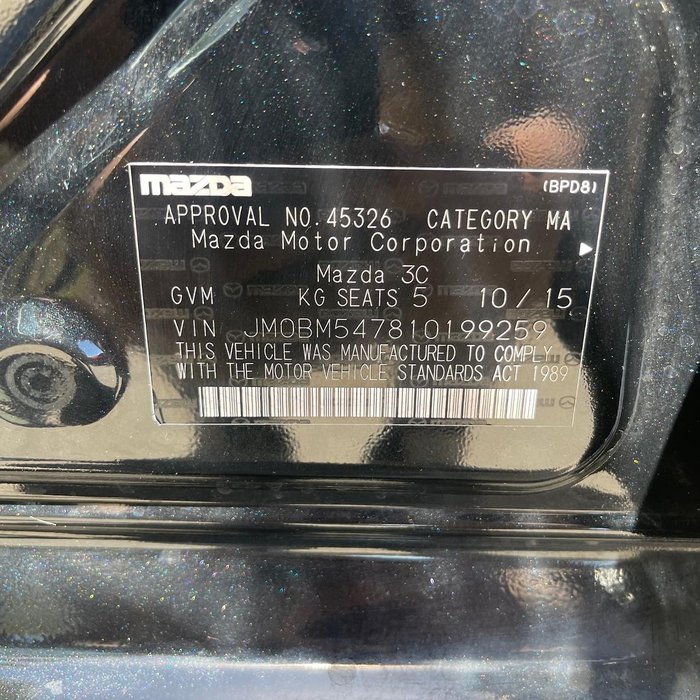 mazda (BPD8)
APPROVAL NO. 45326 CATEGORY MA
Mazda Motor Corporation
Mazda 3C
GVM KG SEATS 5 10 / 15
VIN JM0BM547810199259
THIS VEHICLE WAS MANUFACTURED TO COMPLY
WITH THE MOTOR VEHICLE STANDARDS ACT 1989